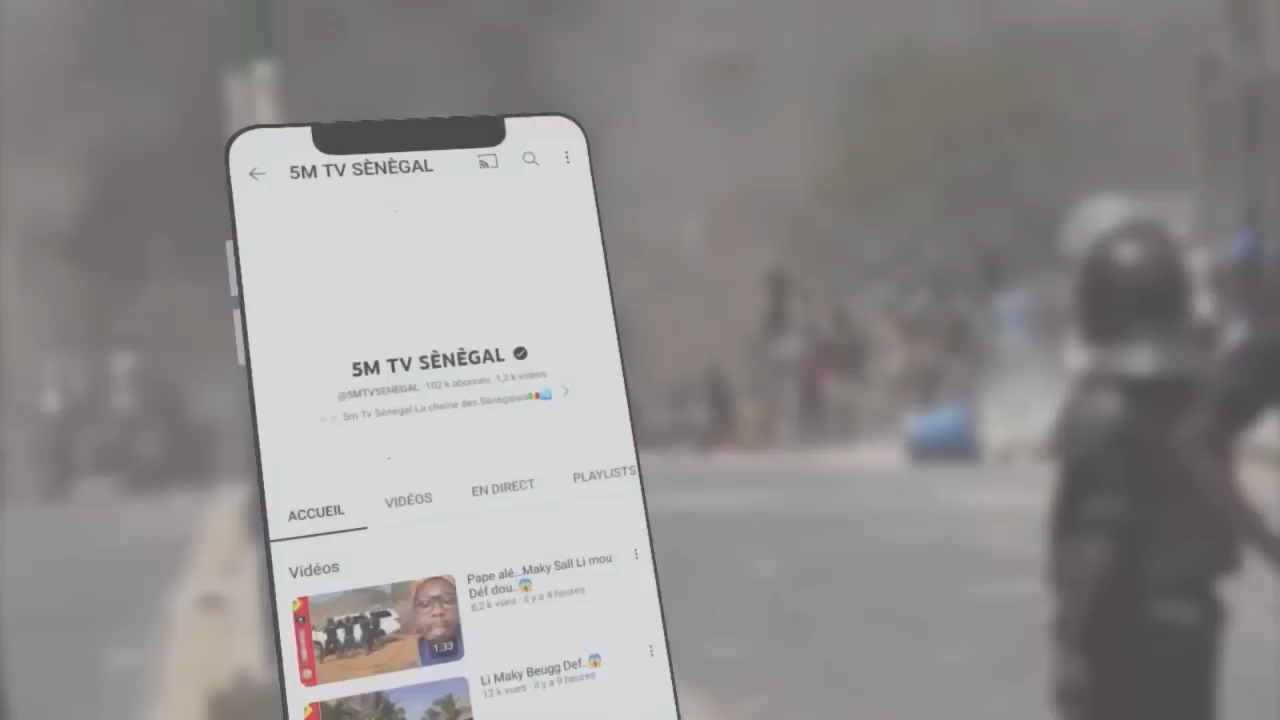 5M TV SÈNÈGAL
5M TV SÈNÈGAL
@5MTVSENEGAL 102 k abonnés 1,2 k vidéos
5m Tv Sénegal La chaine des Sénégalais
ACCUEIL VIDÉOS EN DIRECT PLAYLISTS
Vidéos
Pape alé...Maky Sall Li mou
Déf dou..😱
8,2 k vues · il y a 4 heures
1:33
Li Maky Beugg Def..😱
12 k vues · il y a 9 heures